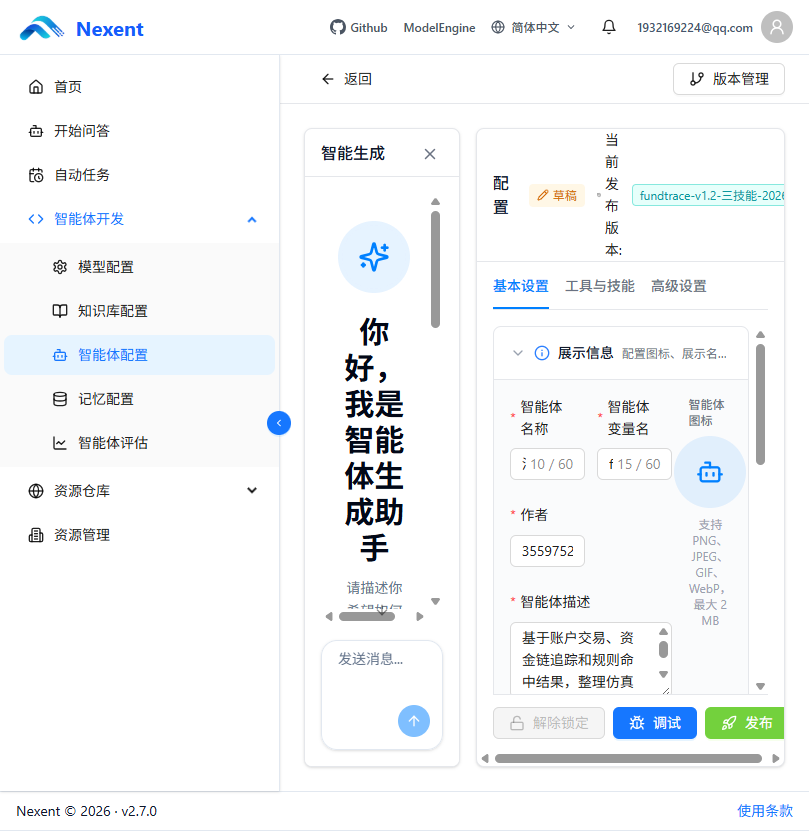 Nexent
Github
ModelEngine
简体中文
1932169224@qq.com
首页
开始问答
自动任务
智能体开发
模型配置
知识库配置
智能体配置
记忆配置
智能体评估
资源仓库
资源管理
返回
版本管理
智能生成
你
好，
我是
智能
体生
成助
手
请描述你
发送消息...
配
置
草稿
当
前
发
布
版
本:
fundtrace-v1.2-三技能-2026
基本设置
工具与技能
高级设置
展示信息
配置图标、展示名...
* 智能体
名称
10 / 60
* 智能体
变量名
f 15 / 60
智能体
图标
支持
PNG、
JPEG、
GIF、
WebP，
最大 2
MB
* 作者
3559752
* 智能体描述
基于账户交易、资
金链追踪和规则命
中结果，整理仿真
解除锁定
调试
发布
Nexent © 2026 · v2.7.0
使用条款